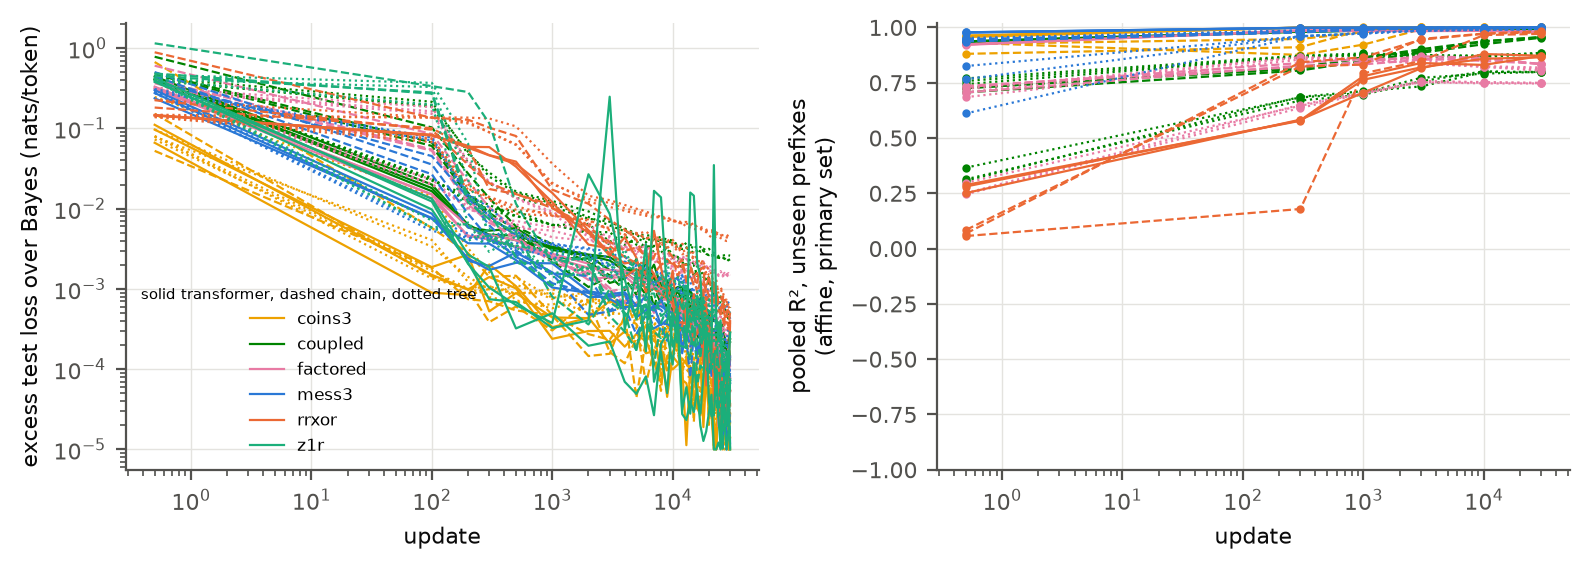 excess test loss over Bayes (nats/token)
10⁰
10⁻¹
10⁻²
10⁻³
10⁻⁴
10⁻⁵
solid transformer, dashed chain, dotted tree
coins3
coupled
factored
mess3
rrxor
z1r
10⁰ 10¹ 10² 10³ 10⁴
update
pooled R², unseen prefixes
(affine, primary set)
1.00
0.75
0.50
0.25
0.00
−0.25
−0.50
−0.75
−1.00
10⁰ 10¹ 10² 10³ 10⁴
update